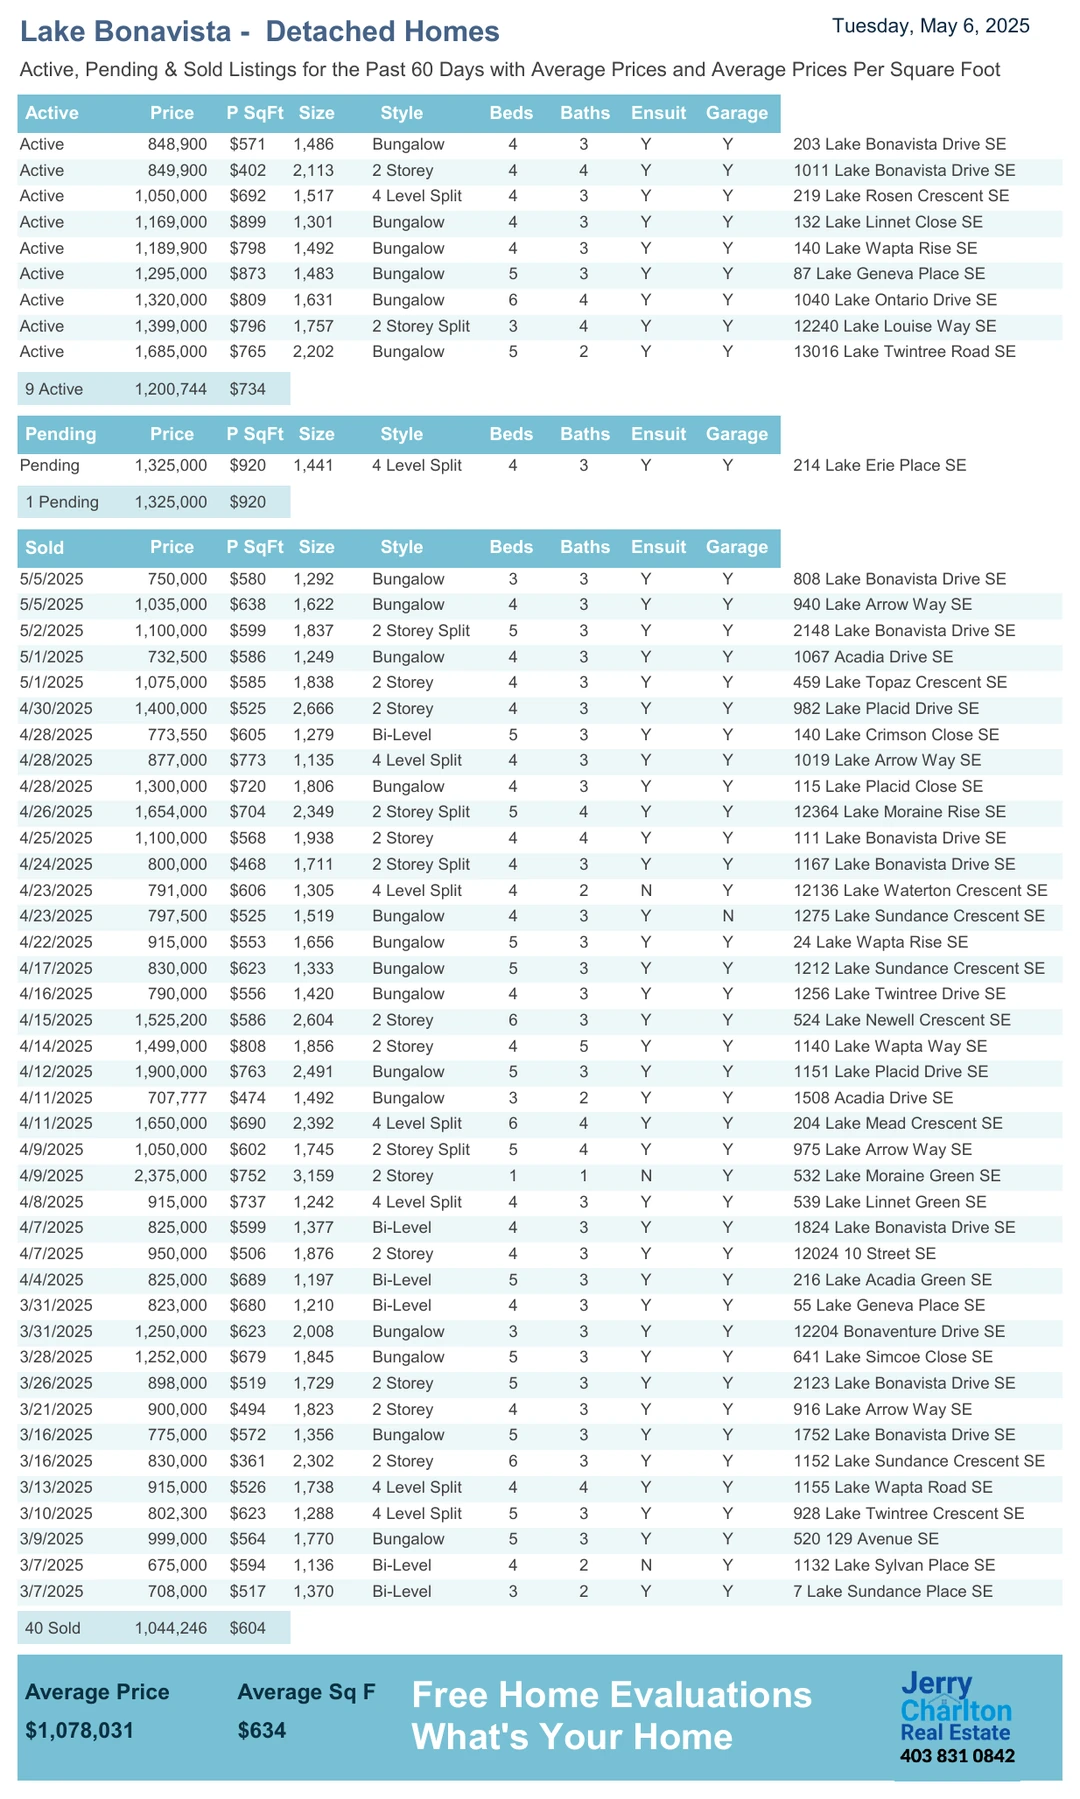 Lake Bonavista -  Detached Homes
Tuesday, May 6, 2025
Active, Pending & Sold Listings for the Past 60 Days with Average Prices and Average Prices Per Square Foot
Active Price P SqFt Size Style Beds Baths Ensuit Garage
Active 848,900 $571 1,486 Bungalow 4 3 Y Y 203 Lake Bonavista Drive SE
Active 849,900 $402 2,113 2 Storey 4 4 Y Y 1011 Lake Bonavista Drive SE
Active 1,050,000 $692 1,517 4 Level Split 4 3 Y Y 219 Lake Rosen Crescent SE
Active 1,169,000 $899 1,301 Bungalow 4 3 Y Y 132 Lake Linnet Close SE
Active 1,189,900 $798 1,492 Bungalow 4 3 Y Y 140 Lake Wapta Rise SE
Active 1,295,000 $873 1,483 Bungalow 5 3 Y Y 87 Lake Geneva Place SE
Active 1,320,000 $809 1,631 Bungalow 6 4 Y Y 1040 Lake Ontario Drive SE
Active 1,399,000 $796 1,757 2 Storey Split 3 4 Y Y 12240 Lake Louise Way SE
Active 1,685,000 $765 2,202 Bungalow 5 2 Y Y 13016 Lake Twintree Road SE
9 Active 1,200,744 $734
Pending Price P SqFt Size Style Beds Baths Ensuit Garage
Pending 1,325,000 $920 1,441 4 Level Split 4 3 Y Y 214 Lake Erie Place SE
1 Pending 1,325,000 $920
Sold Price P SqFt Size Style Beds Baths Ensuit Garage
5/5/2025 750,000 $580 1,292 Bungalow 3 3 Y Y 808 Lake Bonavista Drive SE
5/5/2025 1,035,000 $638 1,622 Bungalow 4 3 Y Y 940 Lake Arrow Way SE
5/2/2025 1,100,000 $599 1,837 2 Storey Split 5 3 Y Y 2148 Lake Bonavista Drive SE
5/1/2025 732,500 $586 1,249 Bungalow 4 3 Y Y 1067 Acadia Drive SE
5/1/2025 1,075,000 $585 1,838 2 Storey 4 3 Y Y 459 Lake Topaz Crescent SE
4/30/2025 1,400,000 $525 2,666 2 Storey 4 3 Y Y 982 Lake Placid Drive SE
4/28/2025 773,550 $605 1,279 Bi-Level 5 3 Y Y 140 Lake Crimson Close SE
4/28/2025 877,000 $773 1,135 4 Level Split 4 3 Y Y 1019 Lake Arrow Way SE
4/28/2025 1,300,000 $720 1,806 Bungalow 4 3 Y Y 115 Lake Placid Close SE
4/26/2025 1,654,000 $704 2,349 2 Storey Split 5 4 Y Y 12364 Lake Moraine Rise SE
4/25/2025 1,100,000 $568 1,938 2 Storey 4 4 Y Y 111 Lake Bonavista Drive SE
4/24/2025 800,000 $468 1,711 2 Storey Split 4 3 Y Y 1167 Lake Bonavista Drive SE
4/23/2025 791,000 $606 1,305 4 Level Split 4 2 N Y 12136 Lake Waterton Crescent SE
4/23/2025 797,500 $525 1,519 Bungalow 4 3 Y N 1275 Lake Sundance Crescent SE
4/22/2025 915,000 $553 1,656 Bungalow 5 3 Y Y 24 Lake Wapta Rise SE
4/17/2025 830,000 $623 1,333 Bungalow 5 3 Y Y 1212 Lake Sundance Crescent SE
4/16/2025 790,000 $556 1,420 Bungalow 4 3 Y Y 1256 Lake Twintree Drive SE
4/15/2025 1,525,200 $586 2,604 2 Storey 6 3 Y Y 524 Lake Newell Crescent SE
4/14/2025 1,499,000 $808 1,856 2 Storey 4 5 Y Y 1140 Lake Wapta Way SE
4/12/2025 1,900,000 $763 2,491 Bungalow 5 3 Y Y 1151 Lake Placid Drive SE
4/11/2025 707,777 $474 1,492 Bungalow 3 2 Y Y 1508 Acadia Drive SE
4/11/2025 1,650,000 $690 2,392 4 Level Split 6 4 Y Y 204 Lake Mead Crescent SE
4/9/2025 1,050,000 $602 1,745 2 Storey Split 5 4 Y Y 975 Lake Arrow Way SE
4/9/2025 2,375,000 $752 3,159 2 Storey 1 1 N Y 532 Lake Moraine Green SE
4/8/2025 915,000 $737 1,242 4 Level Split 4 3 Y Y 539 Lake Linnet Green SE
4/7/2025 825,000 $599 1,377 Bi-Level 4 3 Y Y 1824 Lake Bonavista Drive SE
4/7/2025 950,000 $506 1,876 2 Storey 4 3 Y Y 12024 10 Street SE
4/4/2025 825,000 $689 1,197 Bi-Level 5 3 Y Y 216 Lake Acadia Green SE
3/31/2025 823,000 $680 1,210 Bi-Level 4 3 Y Y 55 Lake Geneva Place SE
3/31/2025 1,250,000 $623 2,008 Bungalow 3 3 Y Y 12204 Bonaventure Drive SE
3/28/2025 1,252,000 $679 1,845 Bungalow 5 3 Y Y 641 Lake Simcoe Close SE
3/26/2025 898,000 $519 1,729 2 Storey 5 3 Y Y 2123 Lake Bonavista Drive SE
3/21/2025 900,000 $494 1,823 2 Storey 4 3 Y Y 916 Lake Arrow Way SE
3/16/2025 775,000 $572 1,356 Bungalow 5 3 Y Y 1752 Lake Bonavista Drive SE
3/16/2025 830,000 $361 2,302 2 Storey 6 3 Y Y 1152 Lake Sundance Crescent SE
3/13/2025 915,000 $526 1,738 4 Level Split 4 4 Y Y 1155 Lake Wapta Road SE
3/10/2025 802,300 $623 1,288 4 Level Split 5 3 Y Y 928 Lake Twintree Crescent SE
3/9/2025 999,000 $564 1,770 Bungalow 5 3 Y Y 520 129 Avenue SE
3/7/2025 675,000 $594 1,136 Bi-Level 4 2 N Y 1132 Lake Sylvan Place SE
3/7/2025 708,000 $517 1,370 Bi-Level 3 2 Y Y 7 Lake Sundance Place SE
40 Sold 1,044,246 $604
Average Price Average Sq F
$1,078,031 $634
Free Home Evaluations
What's Your Home
Jerry
Charlton
Real Estate
403 831 0842